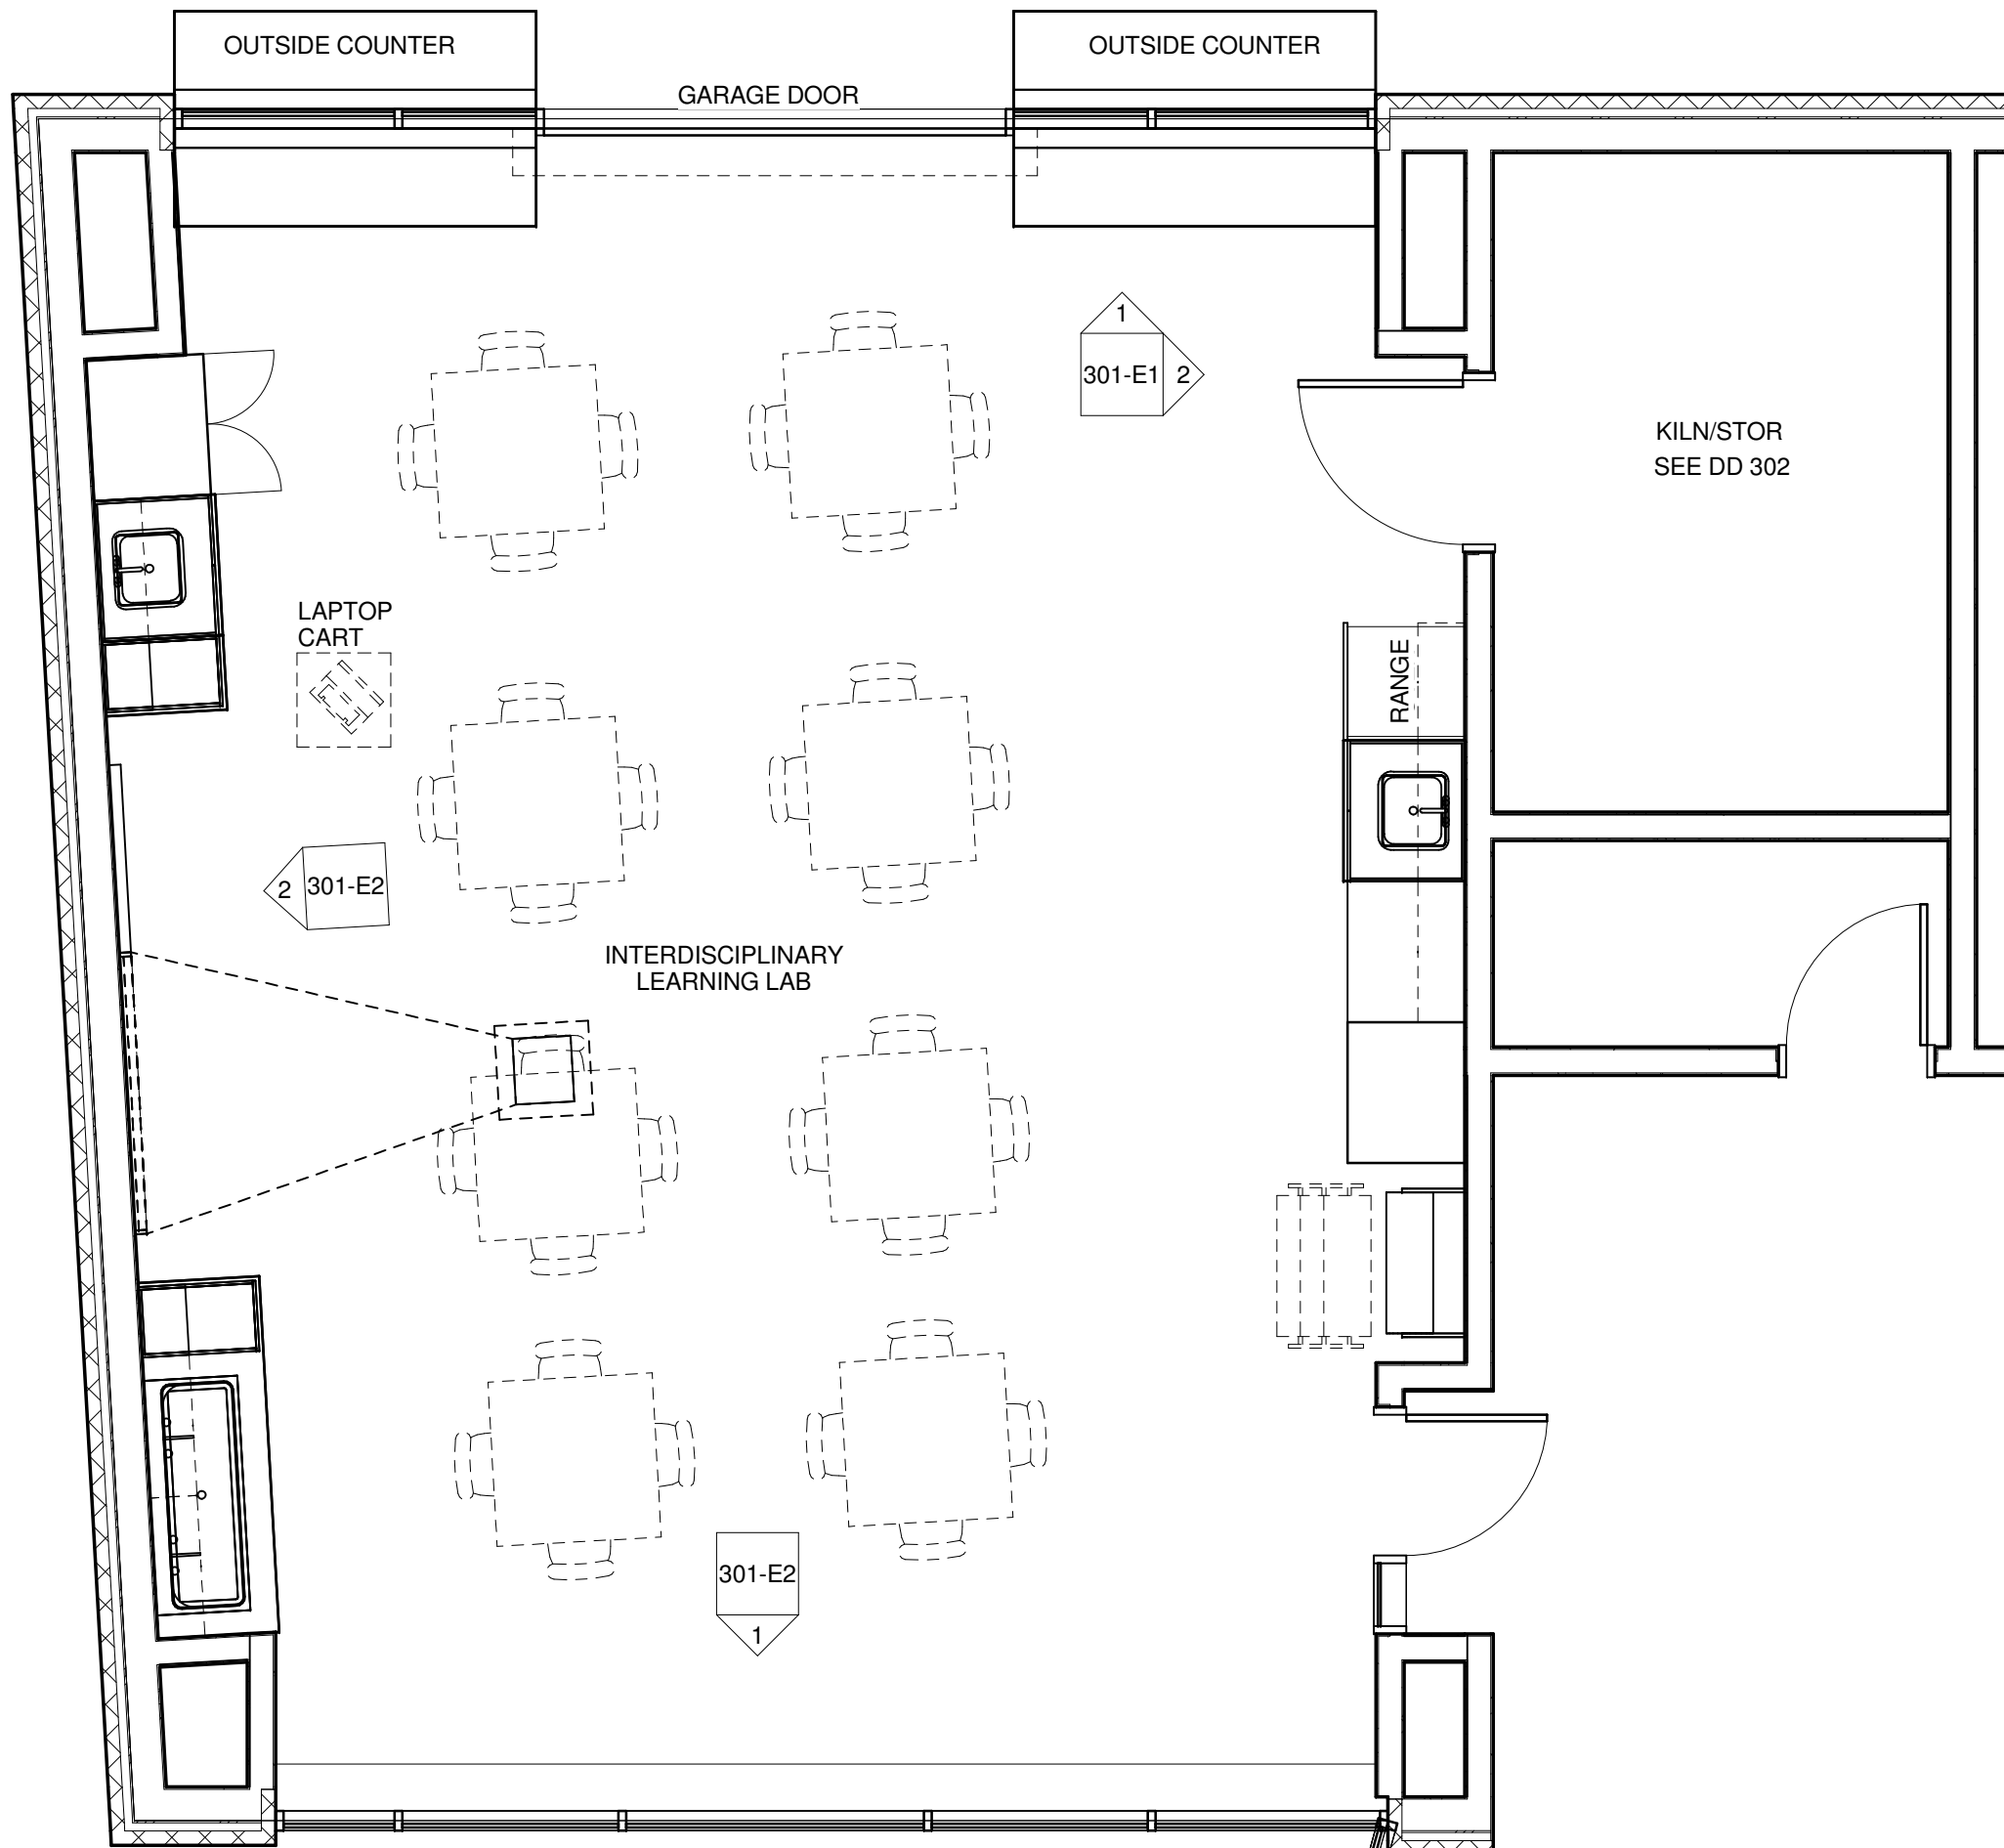 OUTSIDE COUNTER
OUTSIDE COUNTER
GARAGE DOOR
1
301-E1
2
KILN/STOR
SEE DD 302
LAPTOP
CART
RANGE
2
301-E2
INTERDISCIPLINARY
LEARNING LAB
301-E2
1